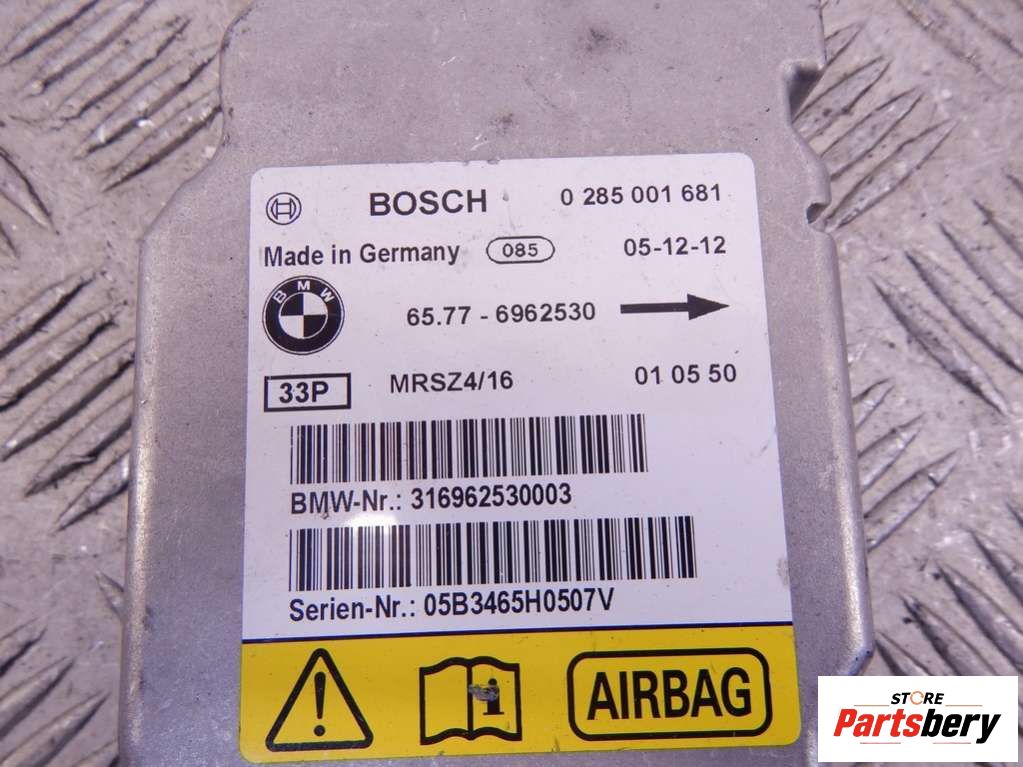 BOSCH 0 285 001 681
Made in Germany 085 05-12-12
BMW
65.77 - 6962530
33P MRSZ4/16 01 05 50
BMW-Nr.: 316962530003
Serien-Nr.: 05B3465H0507V
i AIRBAG
STORE
Partsbery